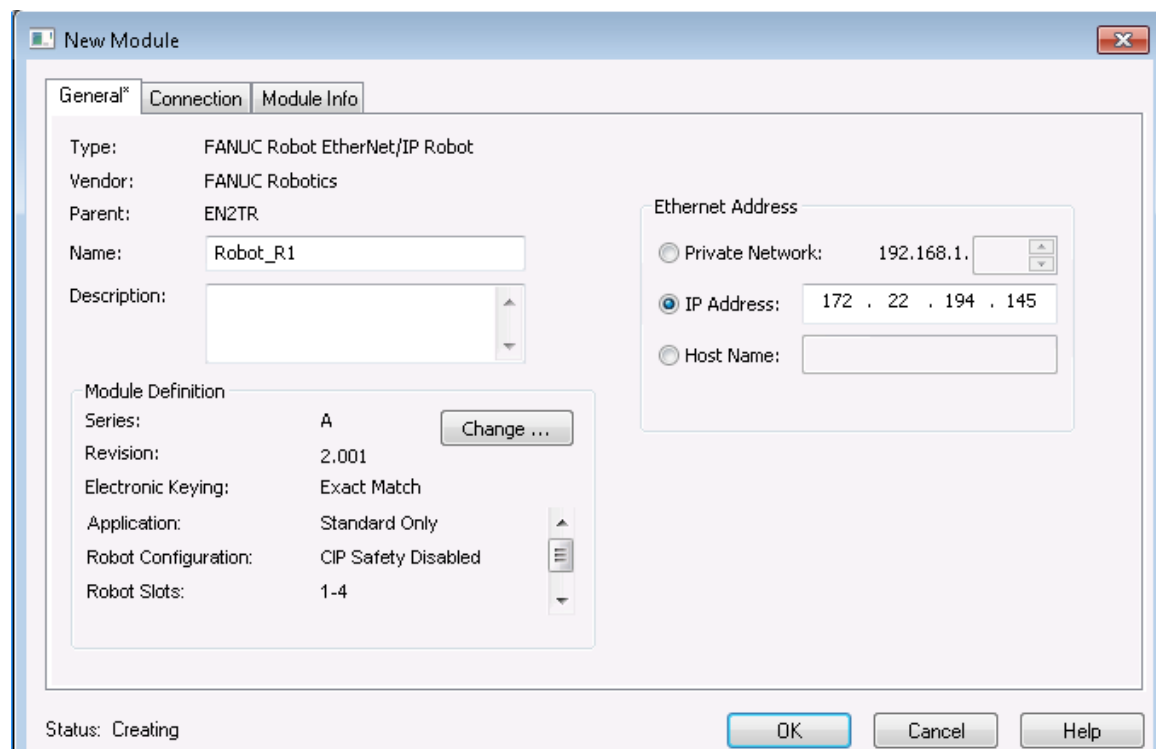 New Module
General* Connection Module Info
Type: FANUC Robot EtherNet/IP Robot
Vendor: FANUC Robotics
Parent: EN2TR
Name: Robot_R1
Description:
Ethernet Address
Private Network: 192.168.1.
IP Address: 172 . 22 . 194 . 145
Host Name:
Module Definition
Series: A Change ...
Revision: 2.001
Electronic Keying: Exact Match
Application: Standard Only
Robot Configuration: CIP Safety Disabled
Robot Slots: 1-4
Status: Creating OK Cancel Help